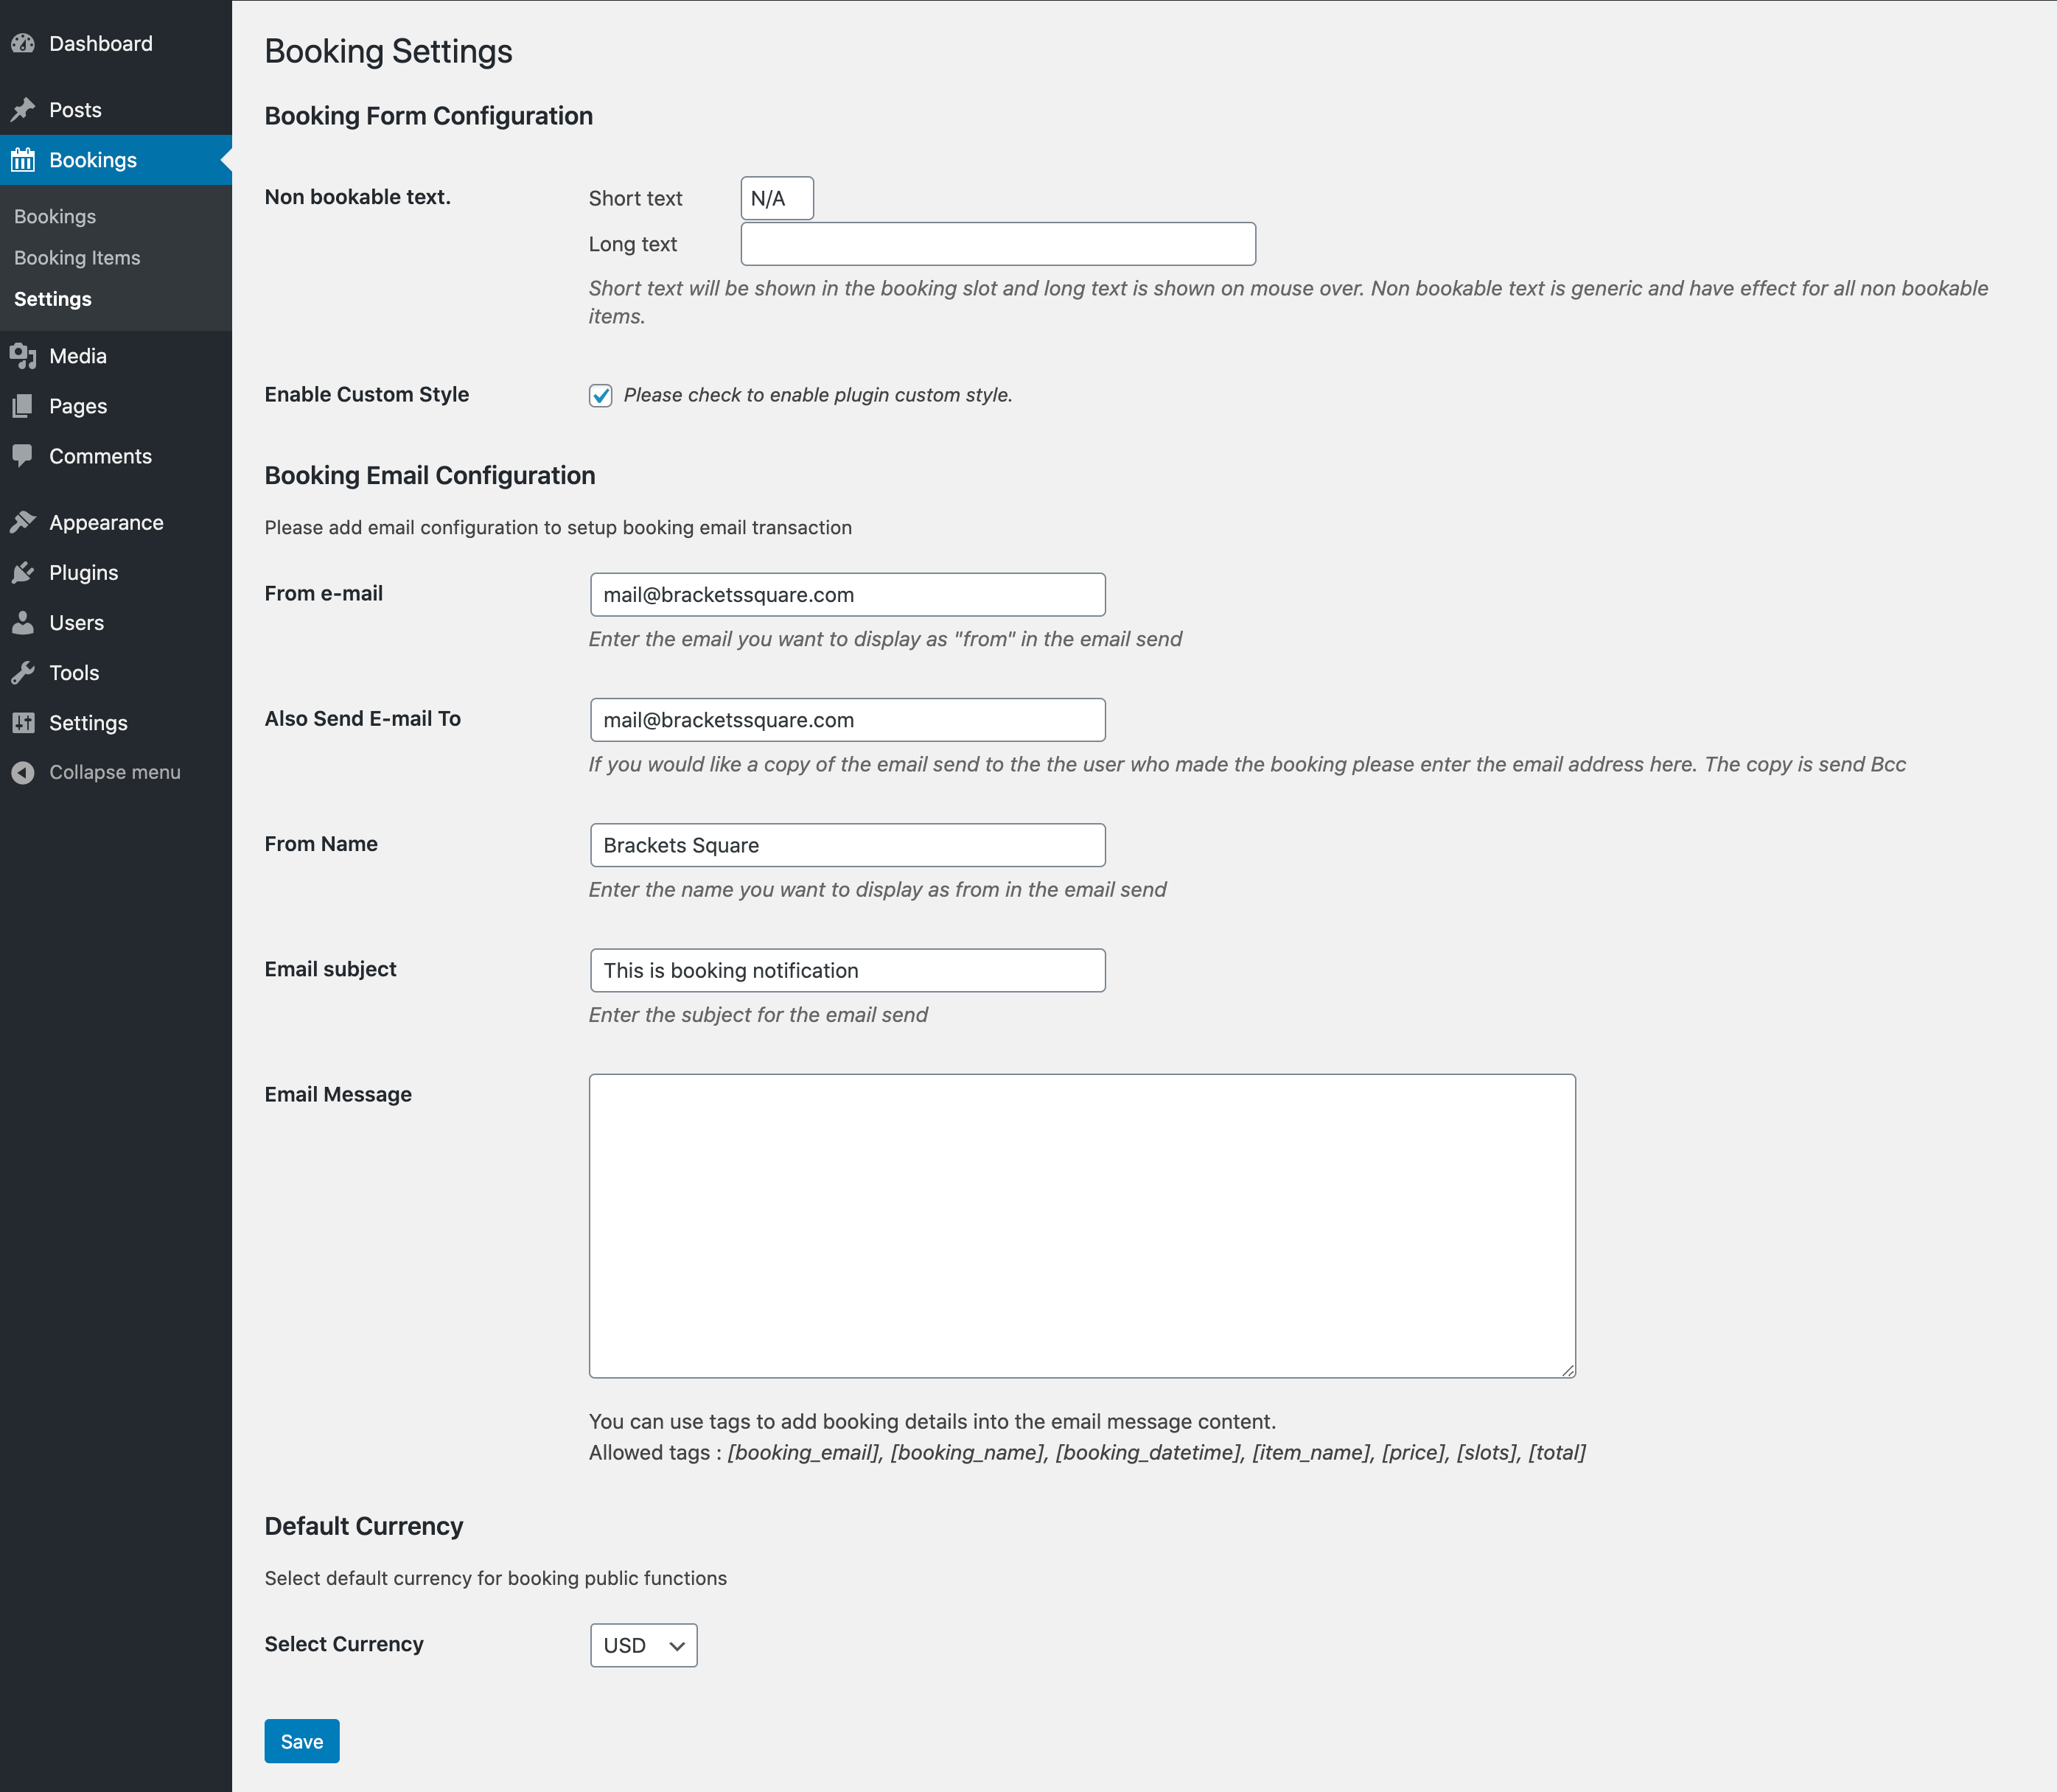 Dashboard
Posts
Bookings
Bookings
Booking Items
Settings
Media
Pages
Comments
Appearance
Plugins
Users
Tools
Settings
Collapse menu
Booking Settings
Booking Form Configuration
Non bookable text.
Short text
N/A
Long text
Short text will be shown in the booking slot and long text is shown on mouse over. Non bookable text is generic and have effect for all non bookable
items.
Enable Custom Style
Please check to enable plugin custom style.
Booking Email Configuration
Please add email configuration to setup booking email transaction
From e-mail
mail@bracketssquare.com
Enter the email you want to display as "from" in the email send
Also Send E-mail To
mail@bracketssquare.com
If you would like a copy of the email send to the the user who made the booking please enter the email address here. The copy is send Bcc
From Name
Brackets Square
Enter the name you want to display as from in the email send
Email subject
This is booking notification
Enter the subject for the email send
Email Message
You can use tags to add booking details into the email message content.
Allowed tags : [booking_email], [booking_name], [booking_datetime], [item_name], [price], [slots], [total]
Default Currency
Select default currency for booking public functions
Select Currency
USD
Save